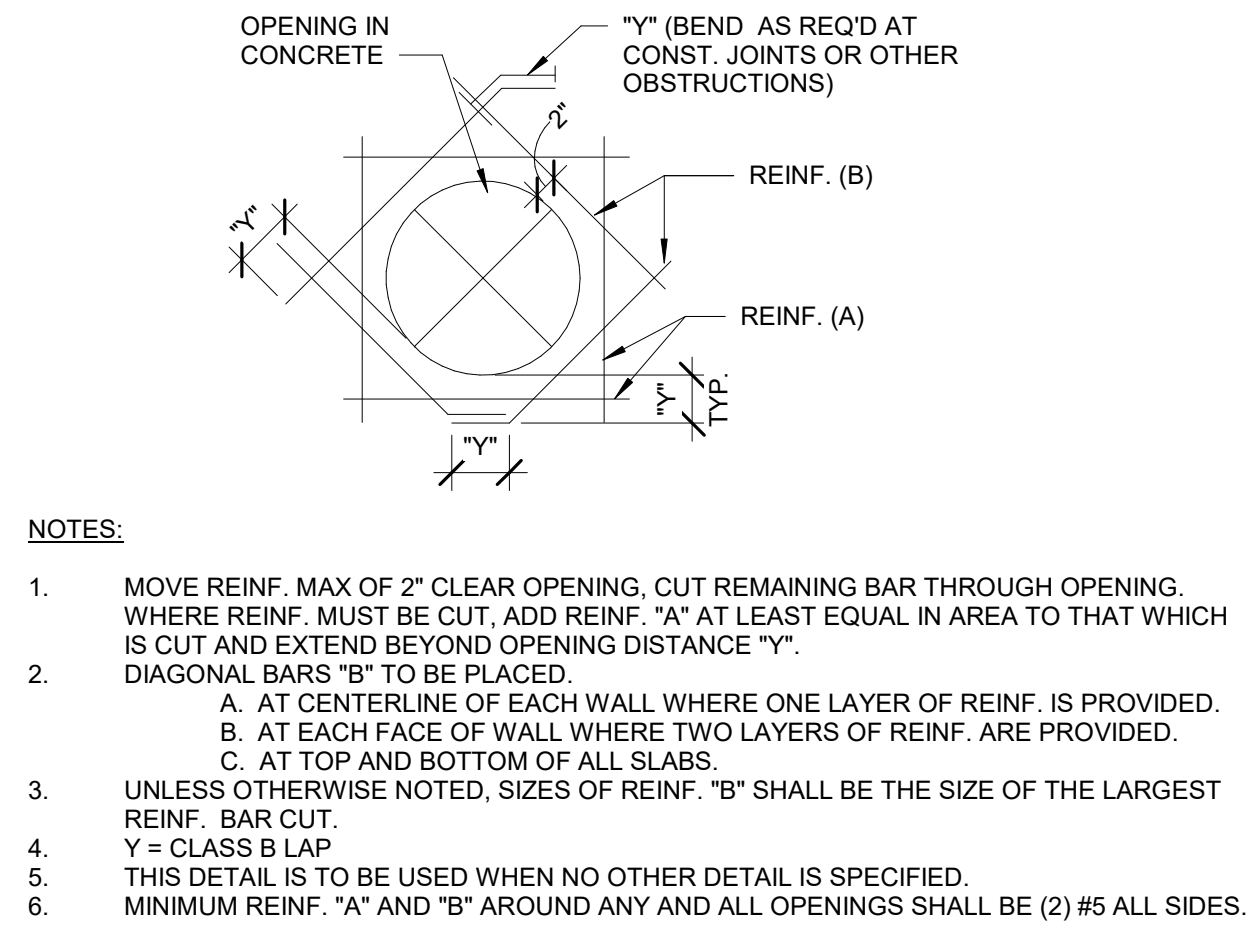 OPENING IN
CONCRETE
"Y" (BEND AS REQ'D AT
CONST. JOINTS OR OTHER
OBSTRUCTIONS)
2"
REINF. (B)
"Y"
REINF. (A)
"Y"
TYP.
"Y"
NOTES:
1. MOVE REINF. MAX OF 2" CLEAR OPENING, CUT REMAINING BAR THROUGH OPENING.
WHERE REINF. MUST BE CUT, ADD REINF. "A" AT LEAST EQUAL IN AREA TO THAT WHICH
IS CUT AND EXTEND BEYOND OPENING DISTANCE "Y".
2. DIAGONAL BARS "B" TO BE PLACED.
A. AT CENTERLINE OF EACH WALL WHERE ONE LAYER OF REINF. IS PROVIDED.
B. AT EACH FACE OF WALL WHERE TWO LAYERS OF REINF. ARE PROVIDED.
C. AT TOP AND BOTTOM OF ALL SLABS.
3. UNLESS OTHERWISE NOTED, SIZES OF REINF. "B" SHALL BE THE SIZE OF THE LARGEST
REINF. BAR CUT.
4. Y = CLASS B LAP
5. THIS DETAIL IS TO BE USED WHEN NO OTHER DETAIL IS SPECIFIED.
6. MINIMUM REINF. "A" AND "B" AROUND ANY AND ALL OPENINGS SHALL BE (2) #5 ALL SIDES.